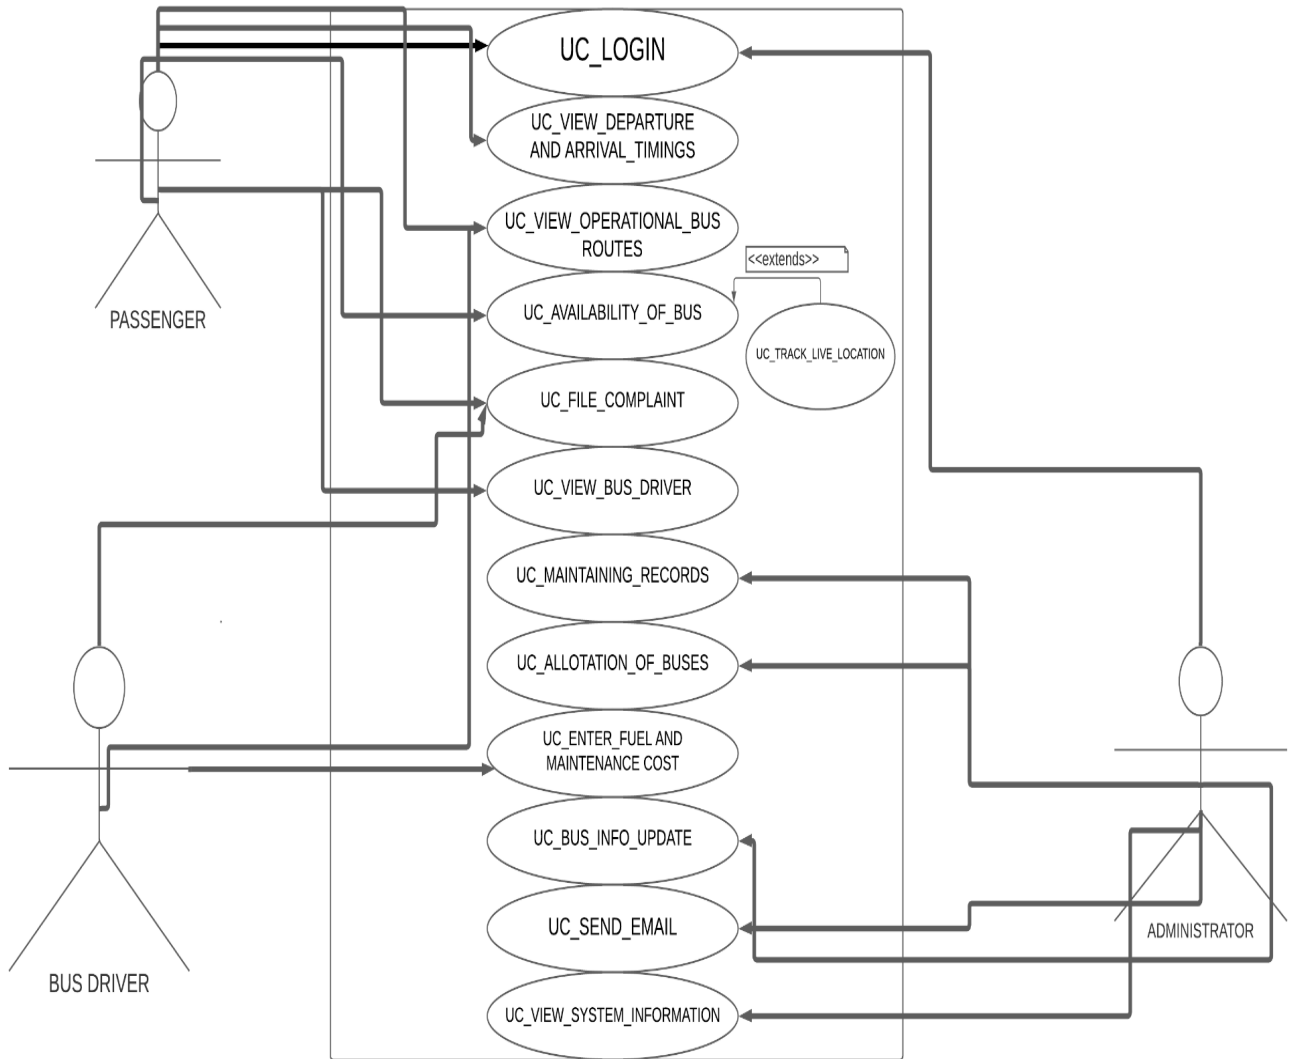 UC_LOGIN
UC_VIEW_DEPARTURE
AND ARRIVAL_TIMINGS
UC_VIEW_OPERATIONAL_BUS
ROUTES
<<extends>>
UC_AVAILABILITY_OF_BUS
PASSENGER
UC_TRACK_LIVE_LOCATION
UC_FILE_COMPLAINT
UC_VIEW_BUS_DRIVER
UC_MAINTAINING_RECORDS
UC_ALLOTATION_OF_BUSES
UC_ENTER_FUEL AND
MAINTENANCE COST
UC_BUS_INFO_UPDATE
UC_SEND_EMAIL
ADMINISTRATOR
BUS DRIVER
UC_VIEW_SYSTEM_INFORMATION